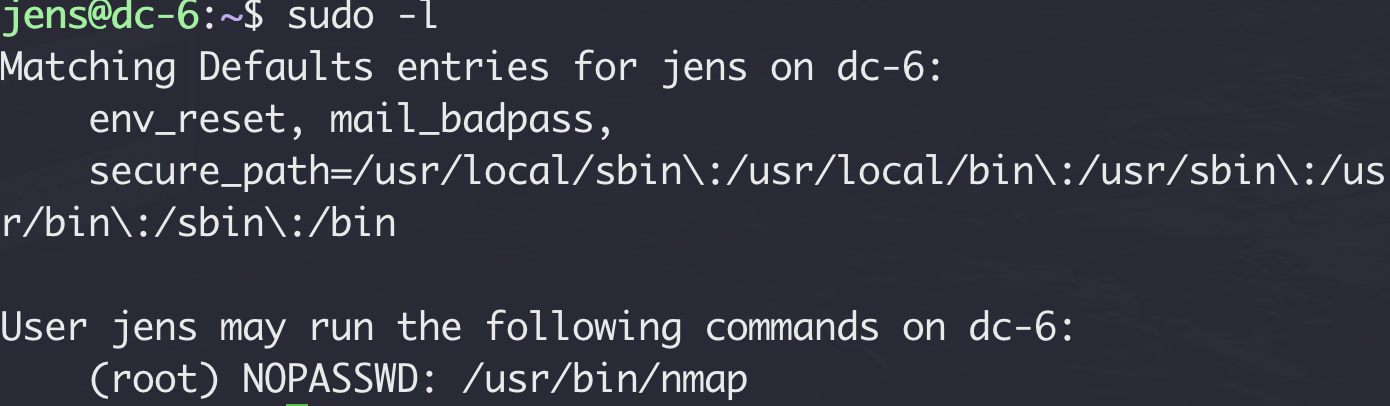 jens@dc-6:~$ sudo -l
Matching Defaults entries for jens on dc-6:
    env_reset, mail_badpass,
    secure_path=/usr/local/sbin\:/usr/local/bin\:/usr/sbin\:/us
r/bin\:/sbin\:/bin

User jens may run the following commands on dc-6:
    (root) NOPASSWD: /usr/bin/nmap